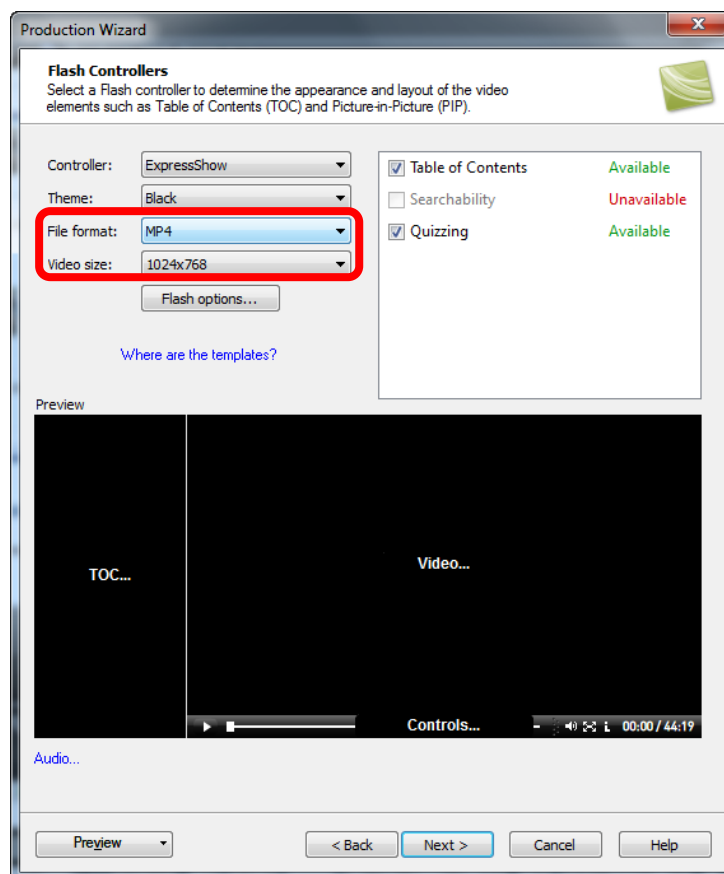 Production Wizard
Flash Controllers
Select a Flash controller to determine the appearance and layout of the video
elements such as Table of Contents (TOC) and Picture-in-Picture (PIP).
Controller: ExpressShow
Theme: Black
File format: MP4
Video size: 1024x768
Flash options...
Where are the templates?
Table of Contents Available
Searchability Unavailable
Quizzing Available
Preview
TOC...
Video...
Controls... 00:00 / 44:19
Audio...
Preview < Back Next > Cancel Help